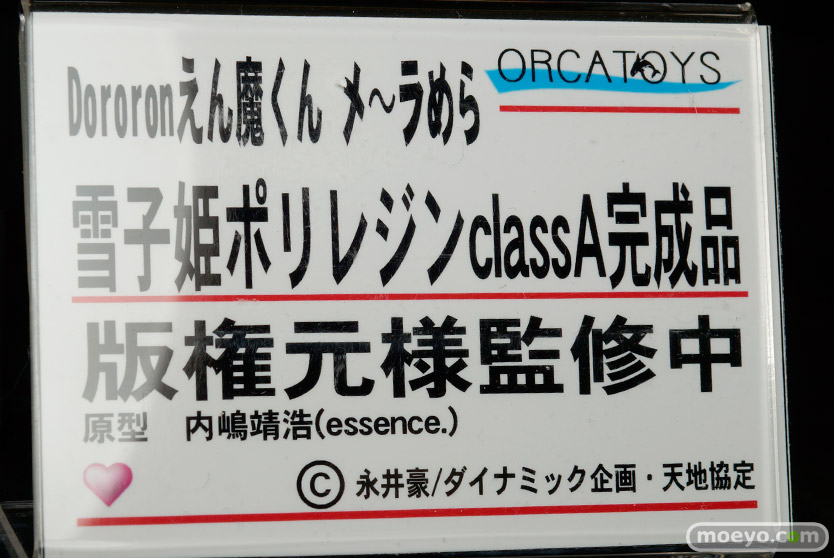 ORCATOYS
Dororonえん魔くん メ〜ラめら
雪子姫ポリレジンclassA完成品
版権元様監修中
原型 内嶋靖浩(essence.)
©永井豪/ダイナミック企画・天地協定
moeyo.com